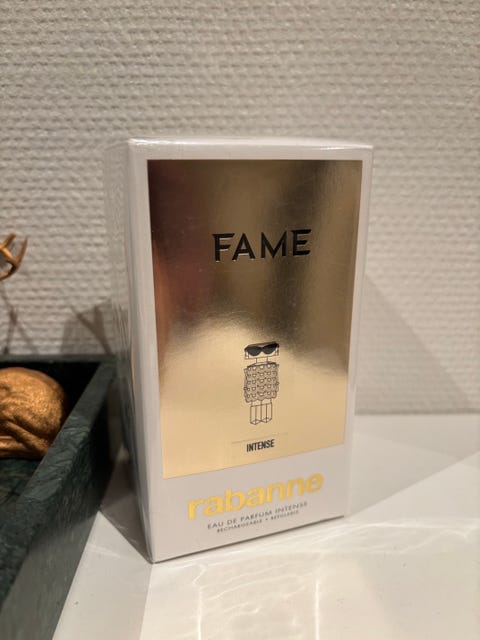 FAME
INTENSE
rabanne
EAU DE PARFUM INTENSE
RECHARGEABLE • REFILLABLE